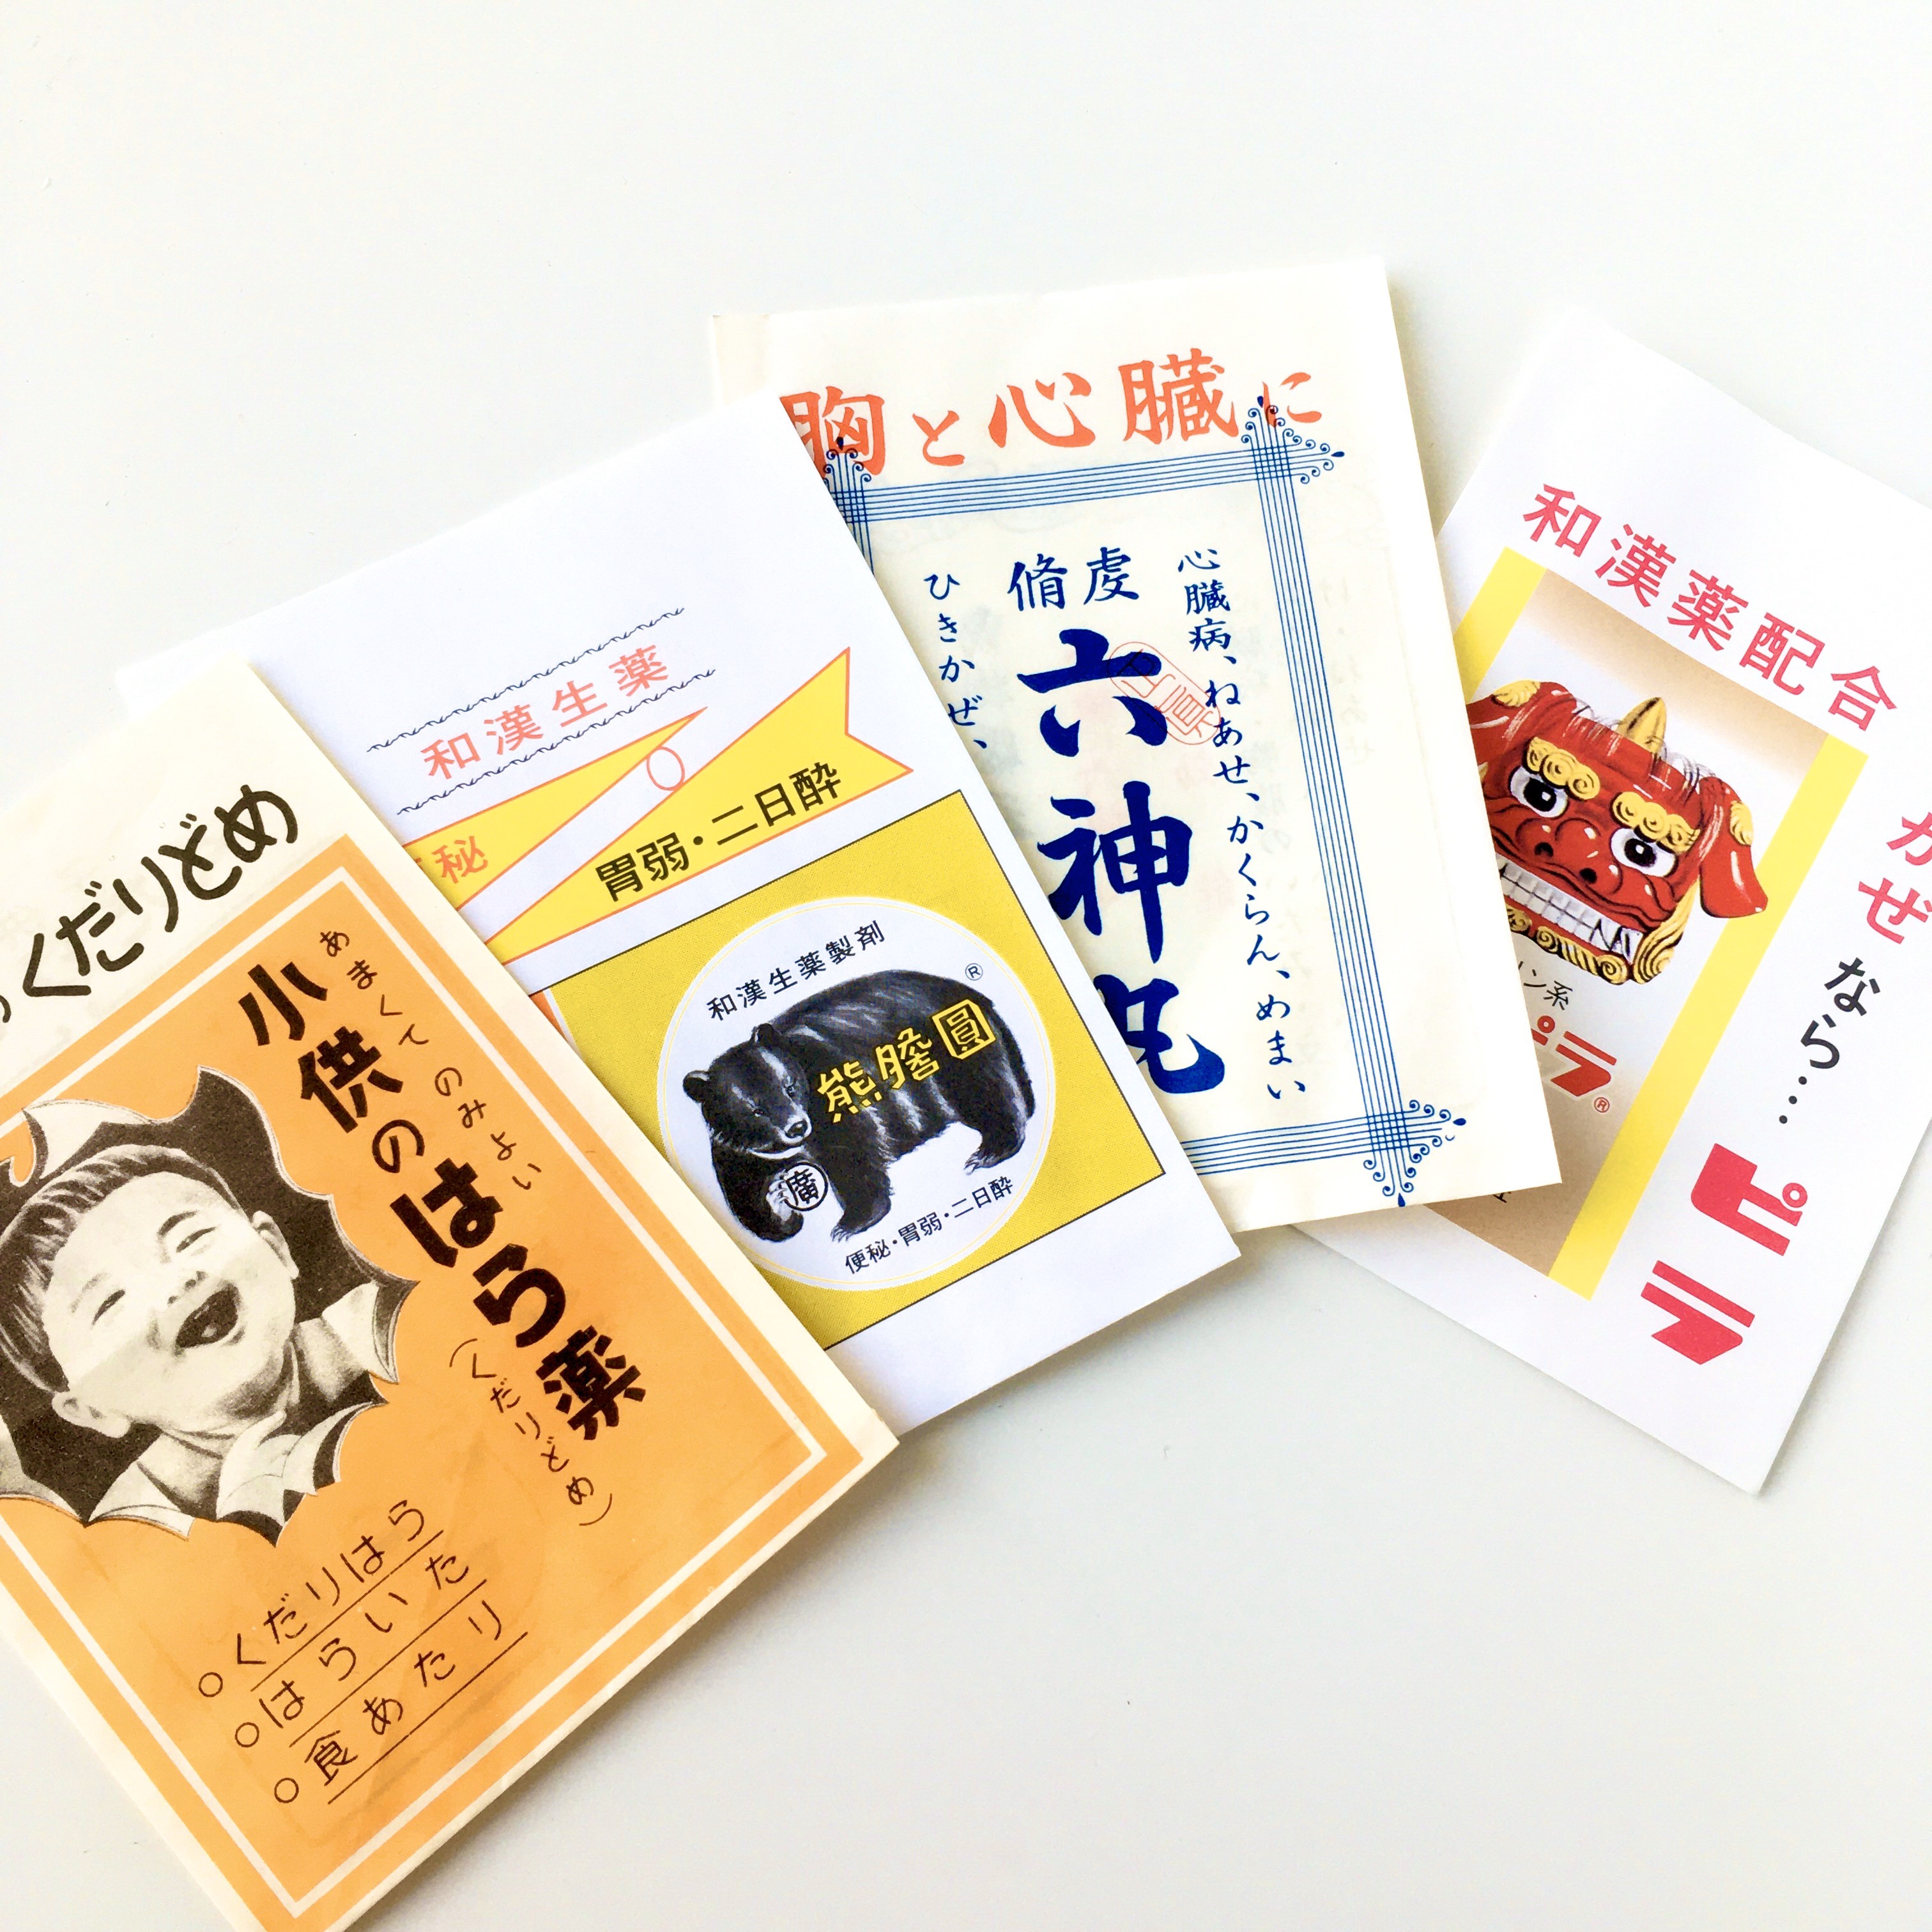 くだりどめ
あまくてのみよい
小供のはら薬
(くだりどめ)
○くだりはら
○はらいた
○食あたり
和漢生薬
秘
胃弱・二日酔
和漢生薬製剤
®
熊膽圓
廣
便秘・胃弱・二日酔
胸と心臓に
心臓病、ねあせ、かくらん、めまい
脩虔
六神丸
ひきかぜ、
和漢薬配合
かぜなら…
ピラ
ン系
ピラ®